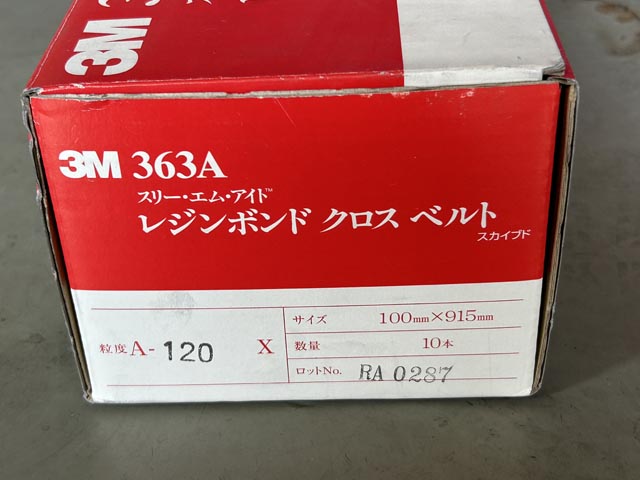 3M
3M 363A
スリー・エム・アイト™
レジンボンド クロス ベルト
スカイブド
粒度 A-120 X
サイズ 100mm×915mm
数量 10本
ロットNo. RA 0287